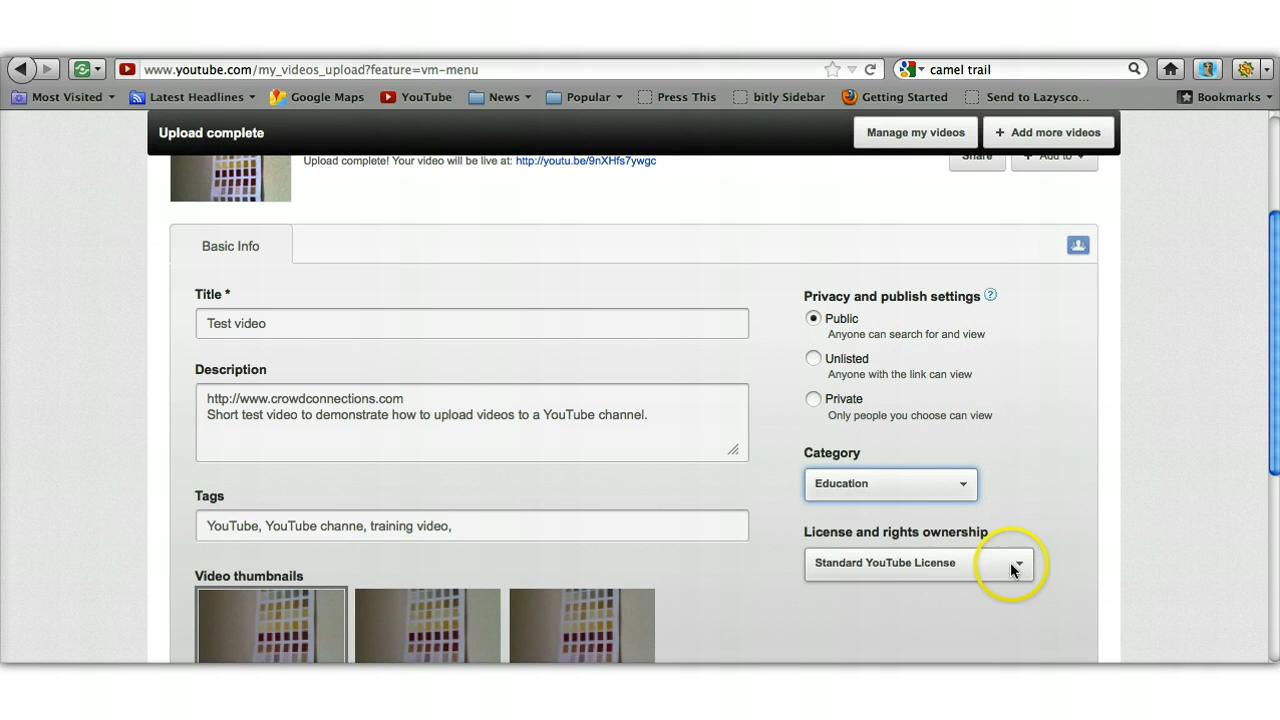 www.youtube.com/my_videos_upload?feature=vm-menu
camel trail
Most Visited
Latest Headlines
Google Maps
YouTube
News
Popular
Press This
bitly Sidebar
Getting Started
Send to Lazysco...
Bookmarks
Upload complete
Manage my videos
+ Add more videos
Upload complete! Your video will be live at: http://youtu.be/9nXHfs7ywgc
Share
+ Add to
Basic Info
Title *
Test video
Description
http://www.crowdconnections.com
Short test video to demonstrate how to upload videos to a YouTube channel.
Tags
YouTube, YouTube channe, training video,
Video thumbnails
Privacy and publish settings ?
Public
Anyone can search for and view
Unlisted
Anyone with the link can view
Private
Only people you choose can view
Category
Education
License and rights ownership
Standard YouTube License